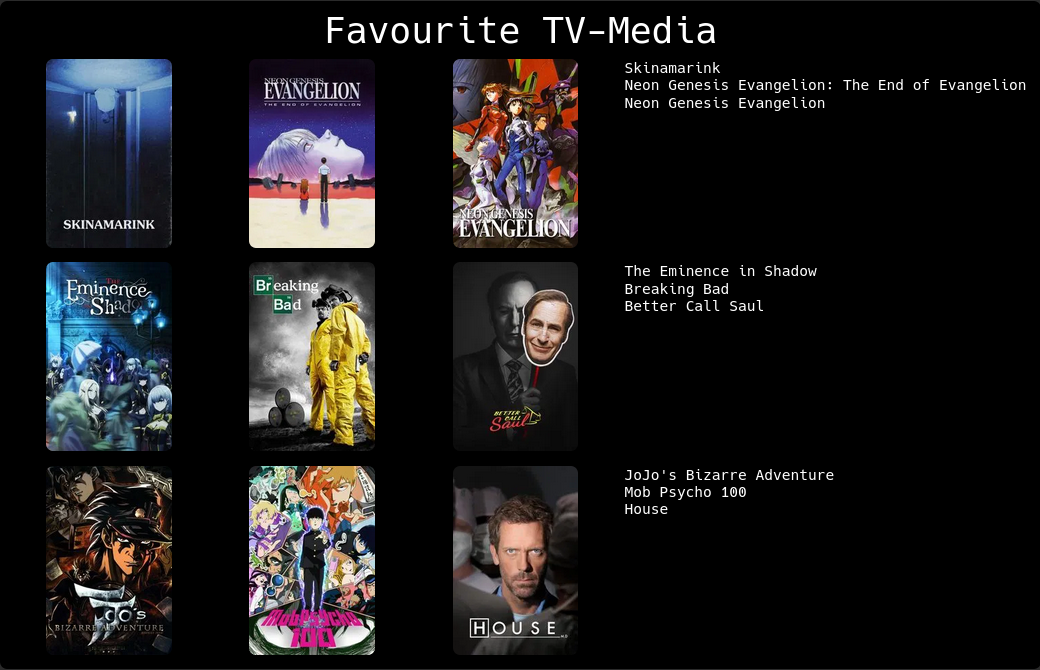 Favourite TV-Media
SKINAMARINK
NEON GENESIS
EVANGELION
THE END OF EVANGELION
NEON GENESIS
EVANGELION
Skinamarink
Neon Genesis Evangelion: The End of Evangelion
Neon Genesis Evangelion
The
Eminence
Shado
Breaking
Bad
BETTER
CALL
Saul
The Eminence in Shadow
Breaking Bad
Better Call Saul
JoJo's
BIZARRE ADVENTURE
Mob Psycho
100
HOUSE
JoJo's Bizarre Adventure
Mob Psycho 100
House